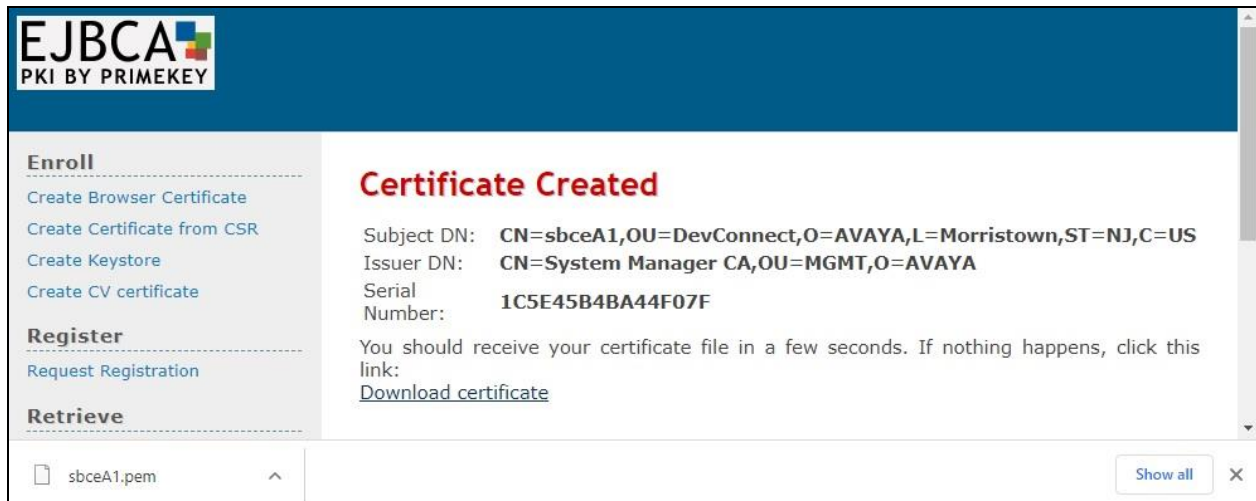 EJBCA
PKI BY PRIMEKEY
Enroll
Create Browser Certificate
Create Certificate from CSR
Create Keystore
Create CV certificate
Register
Request Registration
Retrieve
Certificate Created
Subject DN: CN=sbceA1,OU=DevConnect,O=AVAYA,L=Morristown,ST=NJ,C=US
Issuer DN: CN=System Manager CA,OU=MGMT,O=AVAYA
Serial
Number: 1C5E45B4BA44F07F
You should receive your certificate file in a few seconds. If nothing happens, click this
link:
Download certificate
sbceA1.pem
Show all